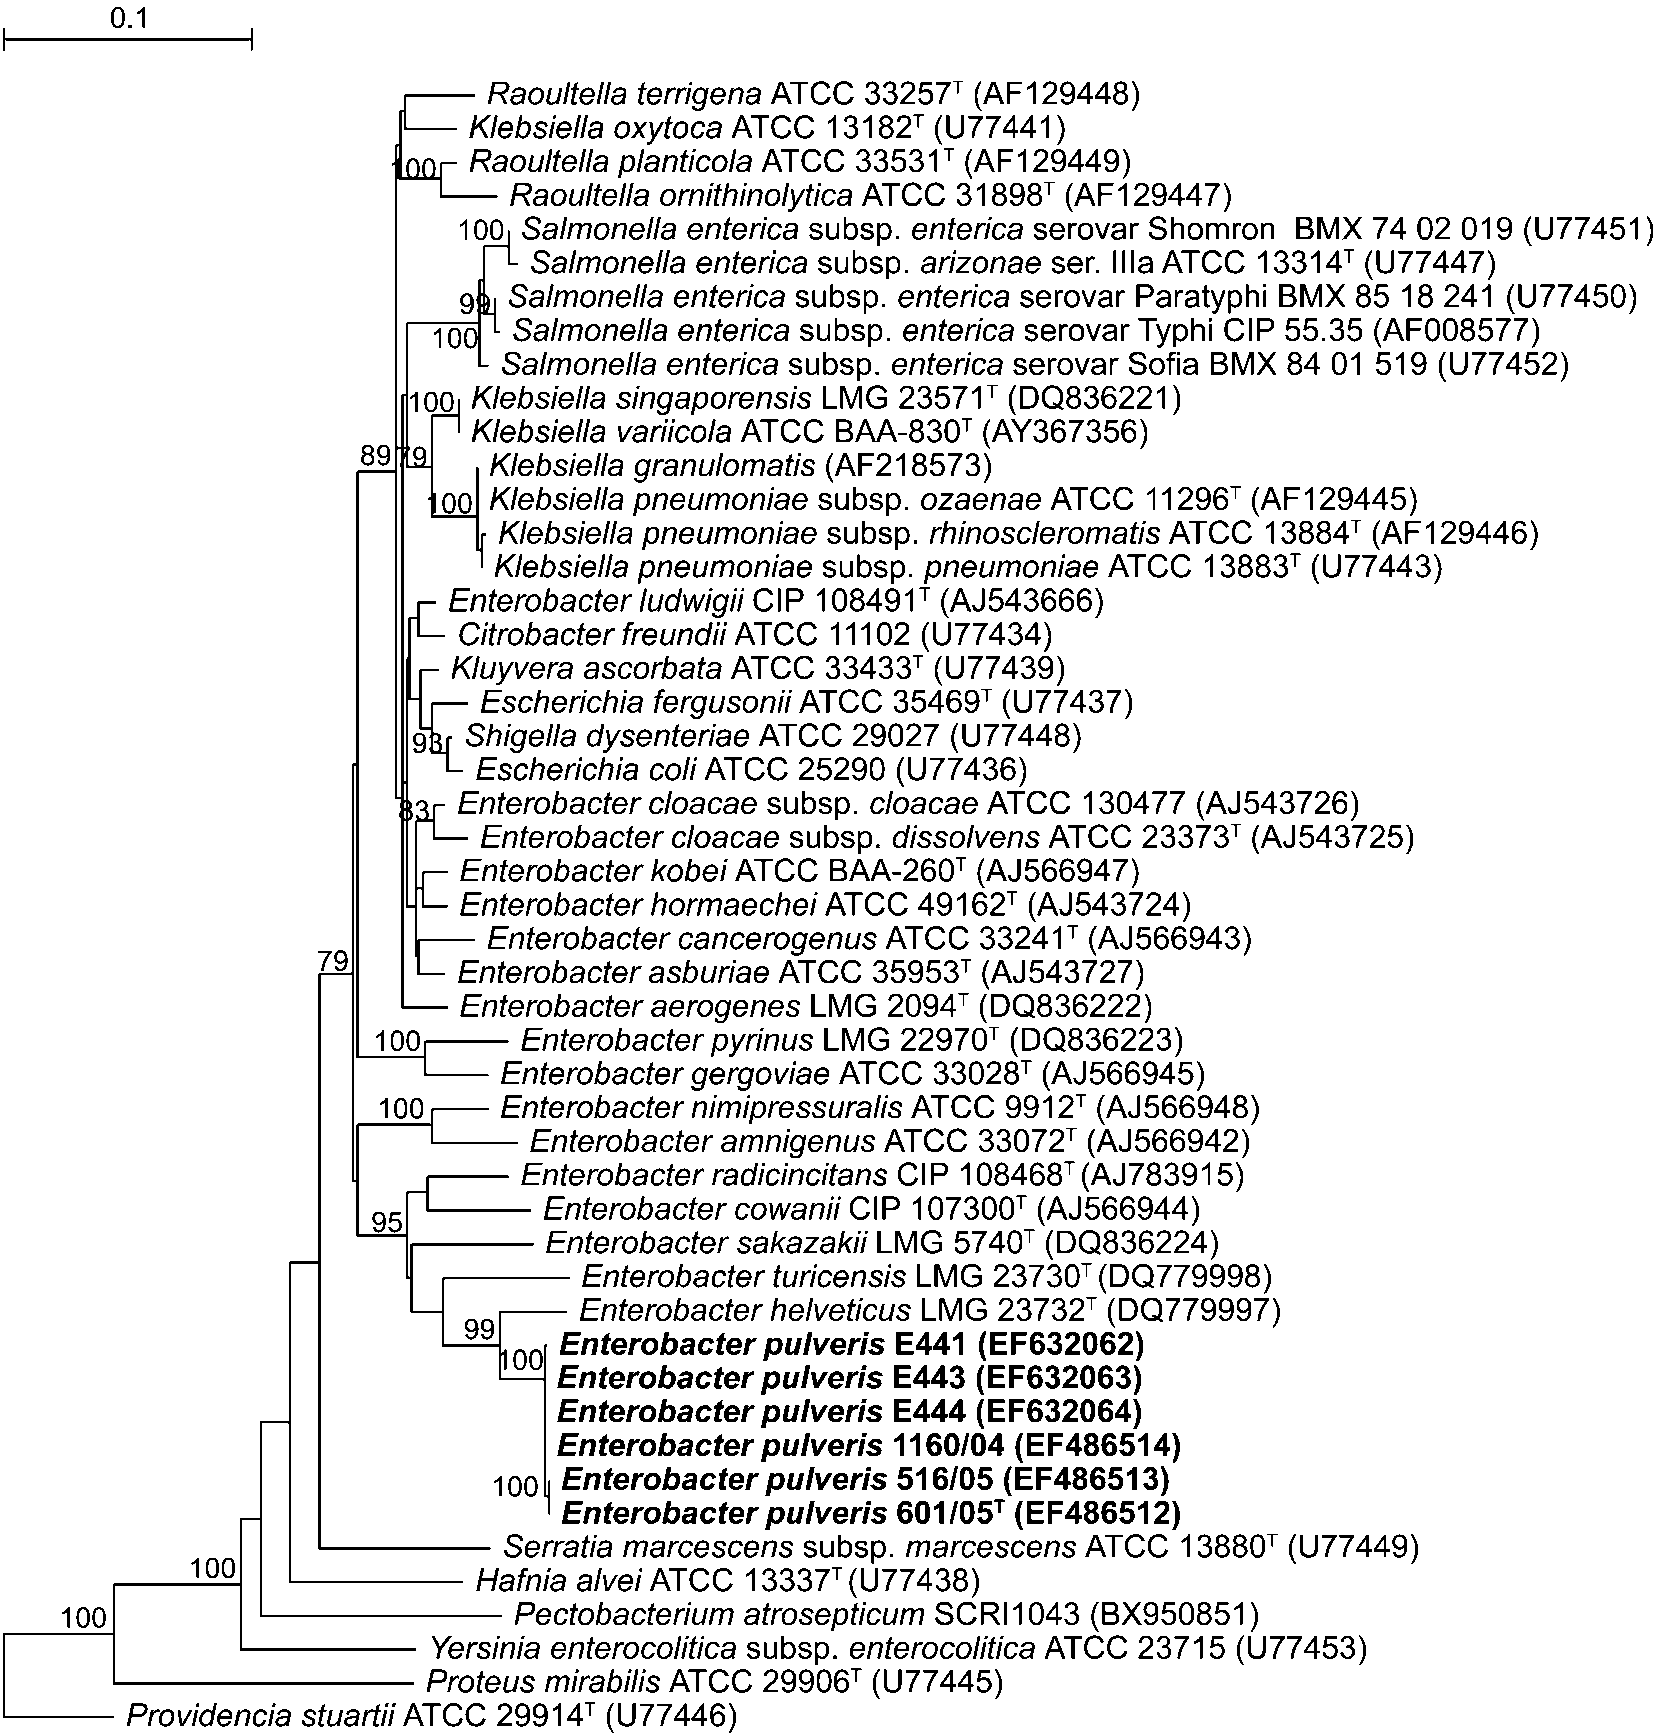 0.1
Raoultella terrigena ATCC 33257ᵀ (AF129448)
Klebsiella oxytoca ATCC 13182ᵀ (U77441)
100 Raoultella planticola ATCC 33531ᵀ (AF129449)
Raoultella ornithinolytica ATCC 31898ᵀ (AF129447)
100 Salmonella enterica subsp. enterica serovar Shomron BMX 74 02 019 (U77451)
Salmonella enterica subsp. arizonae ser. IIIa ATCC 13314ᵀ (U77447)
99 Salmonella enterica subsp. enterica serovar Paratyphi BMX 85 18 241 (U77450)
100 Salmonella enterica subsp. enterica serovar Typhi CIP 55.35 (AF008577)
Salmonella enterica subsp. enterica serovar Sofia BMX 84 01 519 (U77452)
100 Klebsiella singaporensis LMG 23571ᵀ (DQ836221)
Klebsiella variicola ATCC BAA-830ᵀ (AY367356)
89 79 Klebsiella granulomatis (AF218573)
100 Klebsiella pneumoniae subsp. ozaenae ATCC 11296ᵀ (AF129445)
Klebsiella pneumoniae subsp. rhinoscleromatis ATCC 13884ᵀ (AF129446)
Klebsiella pneumoniae subsp. pneumoniae ATCC 13883ᵀ (U77443)
Enterobacter ludwigii CIP 108491ᵀ (AJ543666)
Citrobacter freundii ATCC 11102 (U77434)
Kluyvera ascorbata ATCC 33433ᵀ (U77439)
Escherichia fergusonii ATCC 35469ᵀ (U77437)
93 Shigella dysenteriae ATCC 29027 (U77448)
Escherichia coli ATCC 25290 (U77436)
83 Enterobacter cloacae subsp. cloacae ATCC 130477 (AJ543726)
Enterobacter cloacae subsp. dissolvens ATCC 23373ᵀ (AJ543725)
Enterobacter kobei ATCC BAA-260ᵀ (AJ566947)
Enterobacter hormaechei ATCC 49162ᵀ (AJ543724)
Enterobacter cancerogenus ATCC 33241ᵀ (AJ566943)
79 Enterobacter asburiae ATCC 35953ᵀ (AJ543727)
Enterobacter aerogenes LMG 2094ᵀ (DQ836222)
100 Enterobacter pyrinus LMG 22970ᵀ (DQ836223)
Enterobacter gergoviae ATCC 33028ᵀ (AJ566945)
100 Enterobacter nimipressuralis ATCC 9912ᵀ (AJ566948)
Enterobacter amnigenus ATCC 33072ᵀ (AJ566942)
Enterobacter radicincitans CIP 108468ᵀ (AJ783915)
95 Enterobacter cowanii CIP 107300ᵀ (AJ566944)
Enterobacter sakazakii LMG 5740ᵀ (DQ836224)
Enterobacter turicensis LMG 23730ᵀ (DQ779998)
Enterobacter helveticus LMG 23732ᵀ (DQ779997)
99 Enterobacter pulveris E441 (EF632062)
100 Enterobacter pulveris E443 (EF632063)
Enterobacter pulveris E444 (EF632064)
Enterobacter pulveris 1160/04 (EF486514)
100 Enterobacter pulveris 516/05 (EF486513)
Enterobacter pulveris 601/05ᵀ (EF486512)
Serratia marcescens subsp. marcescens ATCC 13880ᵀ (U77449)
100 Hafnia alvei ATCC 13337ᵀ (U77438)
100 Pectobacterium atrosepticum SCRI1043 (BX950851)
Yersinia enterocolitica subsp. enterocolitica ATCC 23715 (U77453)
Proteus mirabilis ATCC 29906ᵀ (U77445)
Providencia stuartii ATCC 29914ᵀ (U77446)